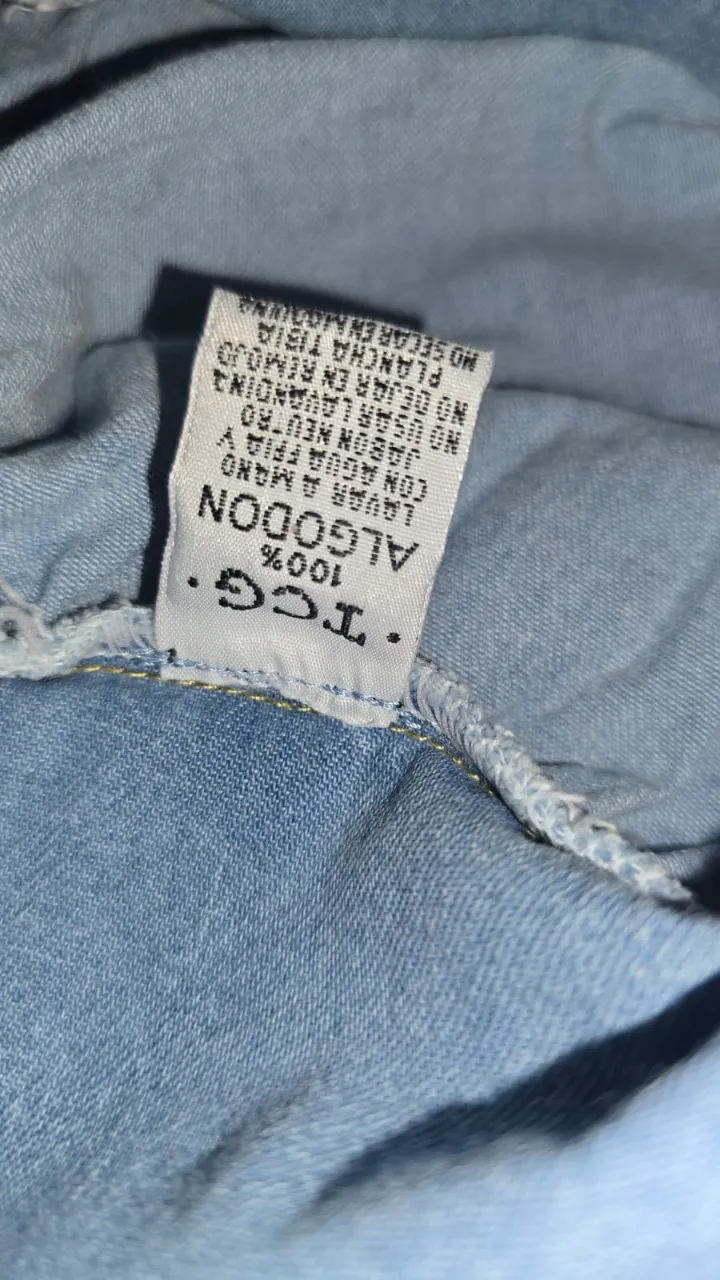 ·TCG·
100%
ALGODON
LAVAR A MANO
CON AGUA FRIA Y
JABON NEUTRO
NO USAR LAVANDINA
NO DEJAR EN REMOJO
PLANCHA TIBIA
NO SECAR EN MAQUINA